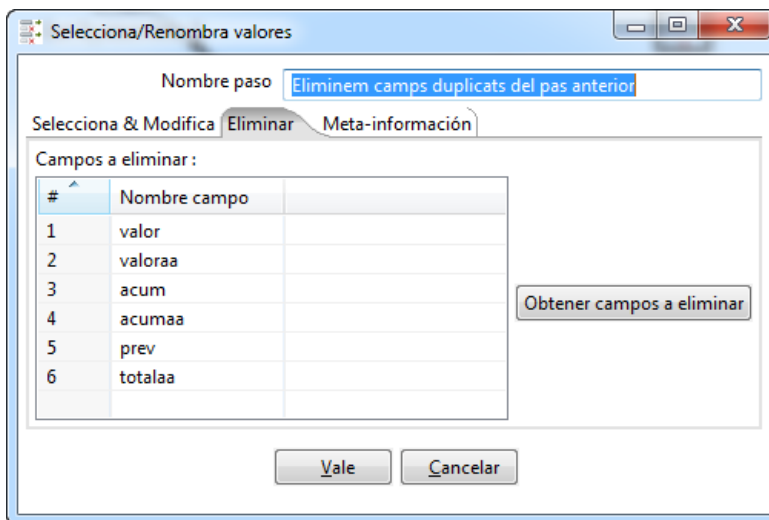 Selecciona/Renombra valores
Nombre paso Eliminem camps duplicats del pas anterior
Selecciona & Modifica Eliminar Meta-información
Campos a eliminar :
# Nombre campo
1 valor
2 valoraa
3 acum
4 acumaa
5 prev
6 totalaa
Obtener campos a eliminar
Vale Cancelar